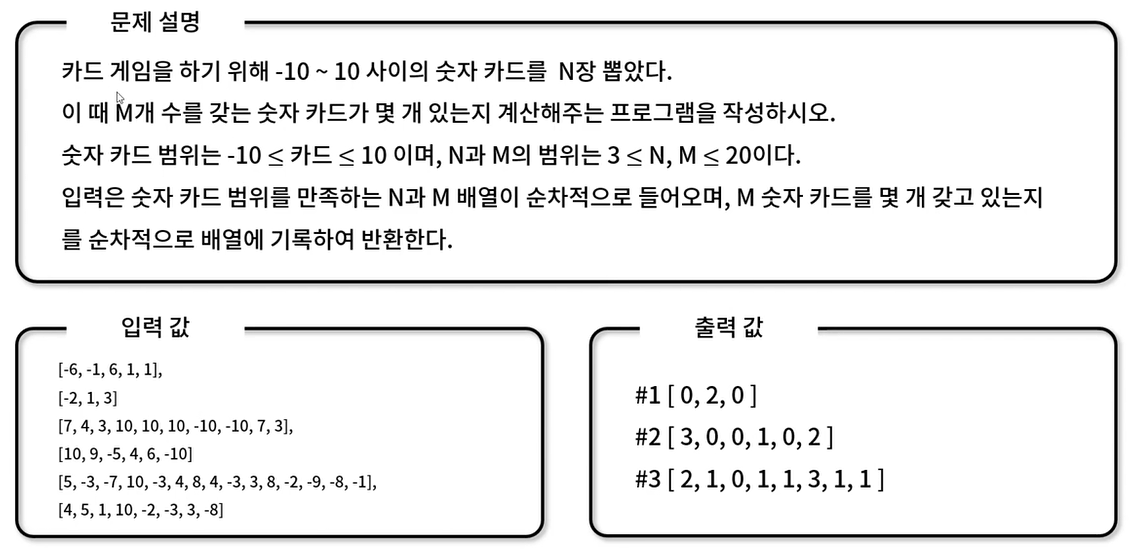 문제 설명
카드 게임을 하기 위해 -10 ~ 10 사이의 숫자 카드를 N장 뽑았다.
이 때 M개 수를 갖는 숫자 카드가 몇 개 있는지 계산해주는 프로그램을 작성하시오.
숫자 카드 범위는 -10 ≤ 카드 ≤ 10 이며, N과 M의 범위는 3 ≤ N, M ≤ 20이다.
입력은 숫자 카드 범위를 만족하는 N과 M 배열이 순차적으로 들어오며, M 숫자 카드를 몇 개 갖고 있는지
를 순차적으로 배열에 기록하여 반환한다.
입력 값
[-6, -1, 6, 1, 1],
[-2, 1, 3]
[7, 4, 3, 10, 10, 10, -10, -10, 7, 3],
[10, 9, -5, 4, 6, -10]
[5, -3, -7, 10, -3, 4, 8, 4, -3, 3, 8, -2, -9, -8, -1],
[4, 5, 1, 10, -2, -3, 3, -8]
출력 값
#1 [ 0, 2, 0 ]
#2 [ 3, 0, 0, 1, 0, 2 ]
#3 [ 2, 1, 0, 1, 1, 3, 1, 1 ]